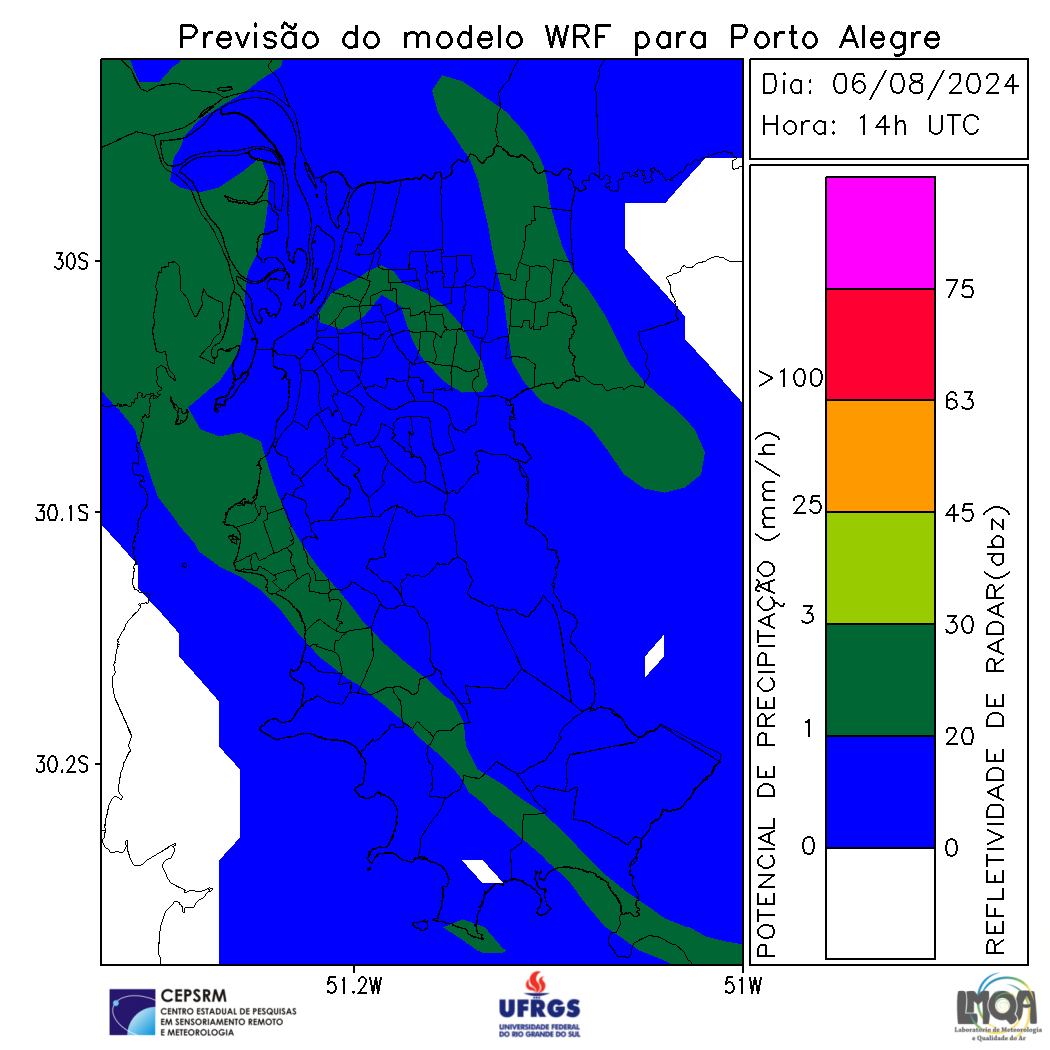 Previsão do modelo WRF para Porto Alegre
Dia: 06/08/2024
Hora: 14h UTC
30S
30.1S
30.2S
51.2W
51W
POTENCIAL DE PRECIPITAÇÃO (mm/h)
>100
25
3
1
0
75
63
45
30
20
0
REFLETIVIDADE DE RADAR(dbz)
CEPSRM
CENTRO ESTADUAL DE PESQUISAS
EM SENSORIAMENTO REMOTO
E METEOROLOGIA
UFRGS
UNIVERSIDADE FEDERAL
DO RIO GRANDE DO SUL
LMQA
Laboratório de Meteorologia
e Qualidade do Ar